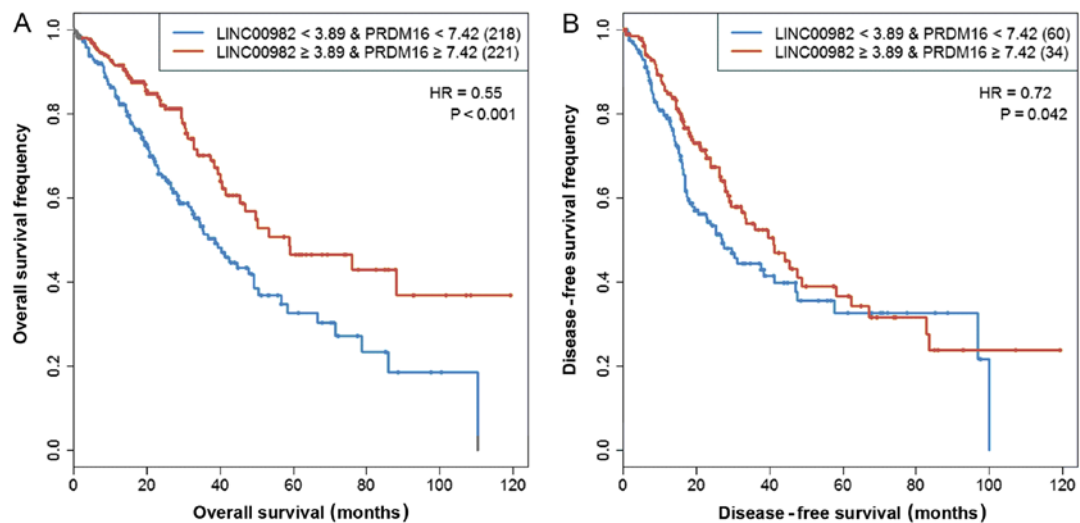 A
LINC00982 < 3.89 & PRDM16 < 7.42 (218)
LINC00982 ≥ 3.89 & PRDM16 ≥ 7.42 (221)
HR = 0.55
P < 0.001
Overall survival frequency
1.0
0.8
0.6
0.4
0.2
0.0
0 20 40 60 80 100 120
Overall survival (months)
B
LINC00982 < 3.89 & PRDM16 < 7.42 (60)
LINC00982 ≥ 3.89 & PRDM16 ≥ 7.42 (34)
HR = 0.72
P = 0.042
Disease-free survival frequency
1.0
0.8
0.6
0.4
0.2
0.0
0 20 40 60 80 100 120
Disease-free survival (months)